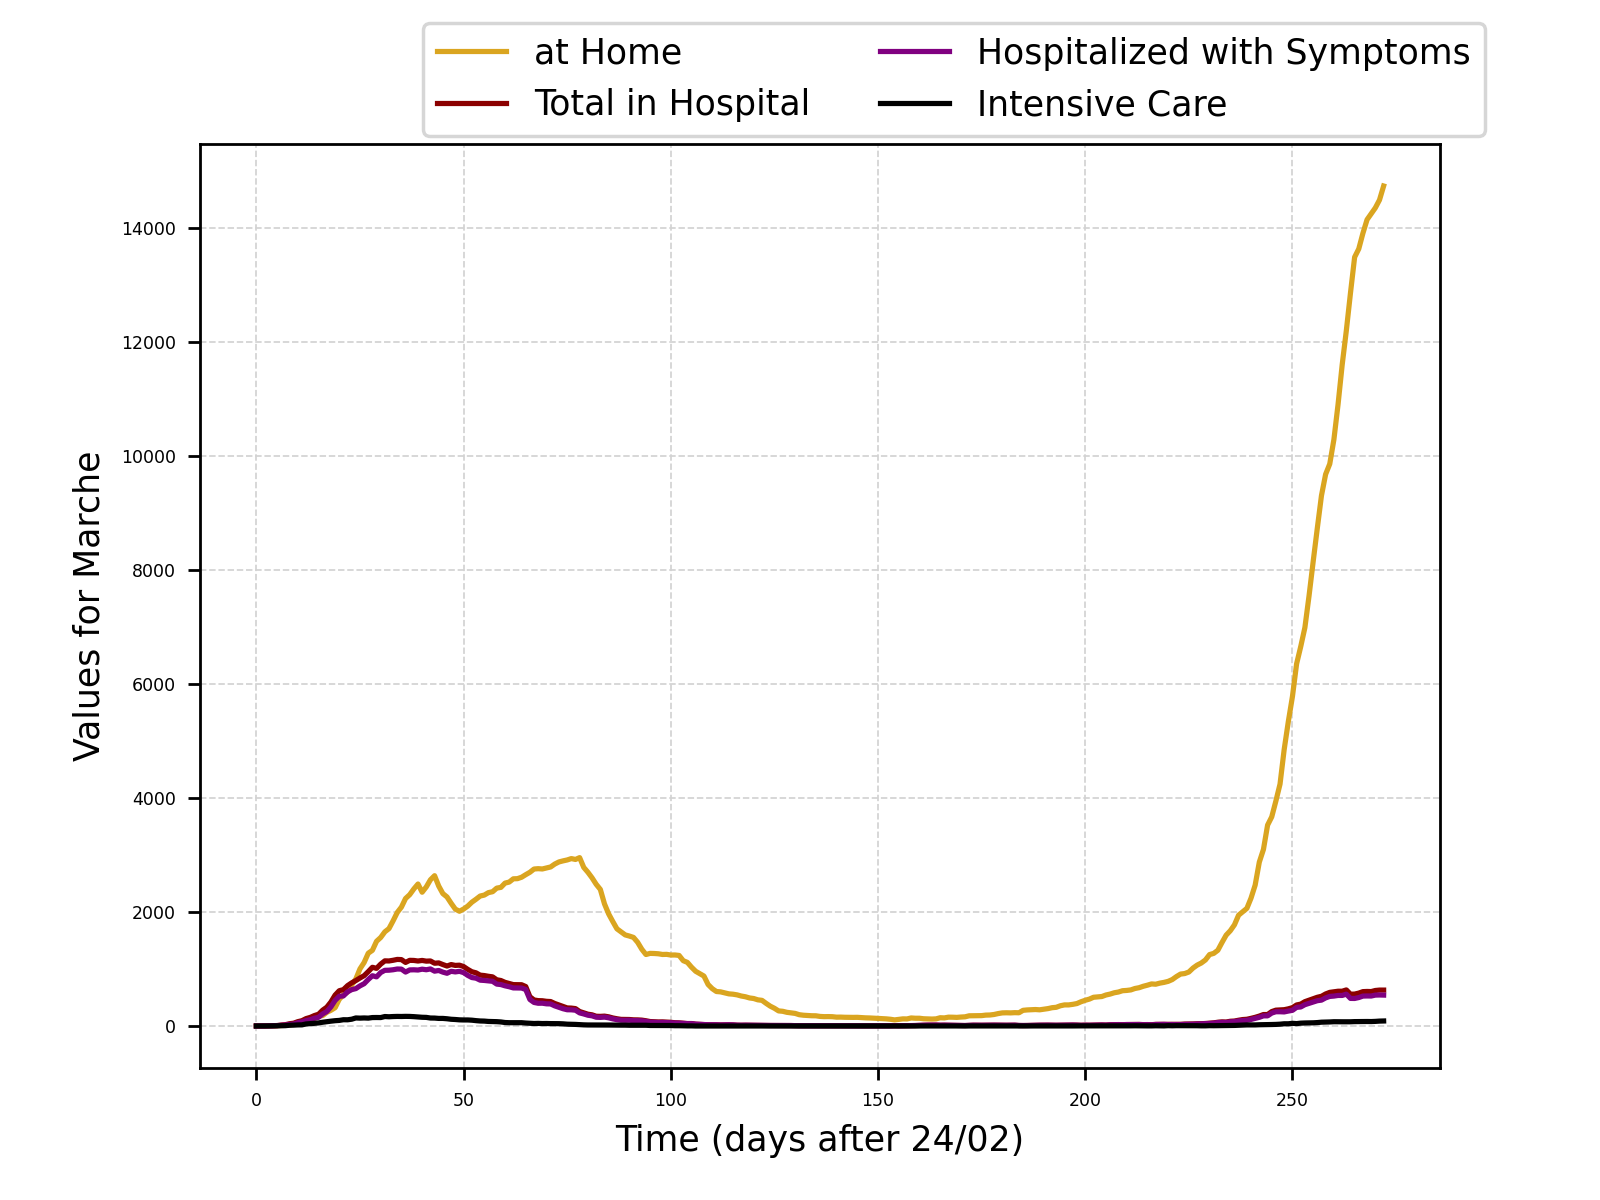 at Home
Total in Hospital
Hospitalized with Symptoms
Intensive Care
Values for Marche
14000
12000
10000
8000
6000
4000
2000
0
0 50 100 150 200 250
Time (days after 24/02)